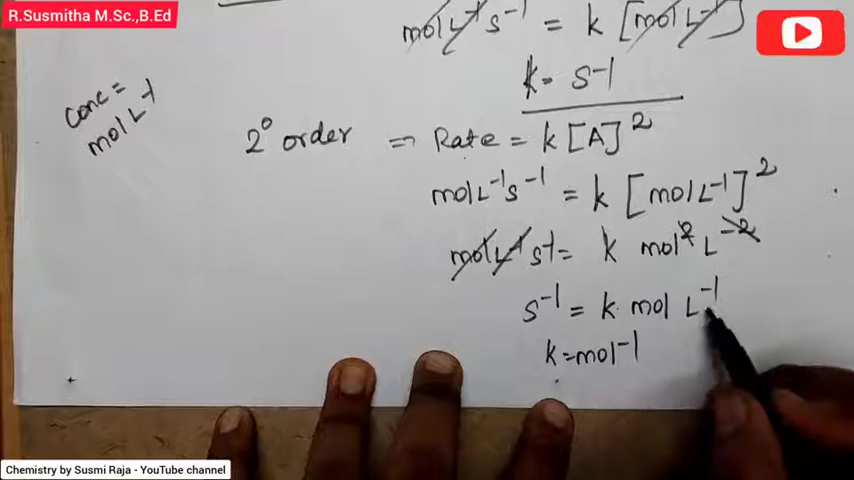 R.Susmitha M.Sc.,B.Ed
mol L⁻¹ s⁻¹ = k [mol L⁻¹]
k = s⁻¹
conc =
mol L⁻¹
2° order ⇒ Rate = k [A]²
mol L⁻¹ s⁻¹ = k [mol L⁻¹]²
mol L⁻¹ s⁻¹ = k mol² L⁻²
s⁻¹ = k mol L⁻¹
k = mol⁻¹
Chemistry by Susmi Raja - YouTube channel